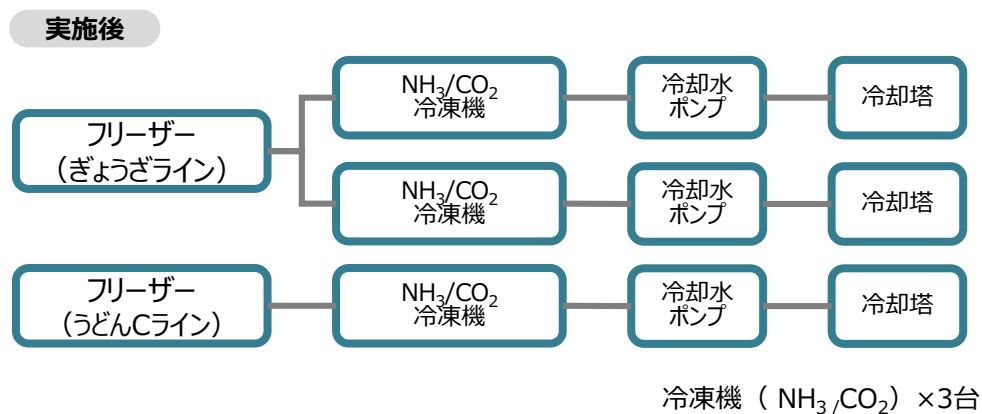 実施後
フリーザー
（ぎょうざライン）
NH₃/CO₂
冷凍機
冷却水
ポンプ
冷却塔
NH₃/CO₂
冷凍機
冷却水
ポンプ
冷却塔
フリーザー
（うどんCライン）
NH₃/CO₂
冷凍機
冷却水
ポンプ
冷却塔
冷凍機（ NH₃ /CO₂）×3台